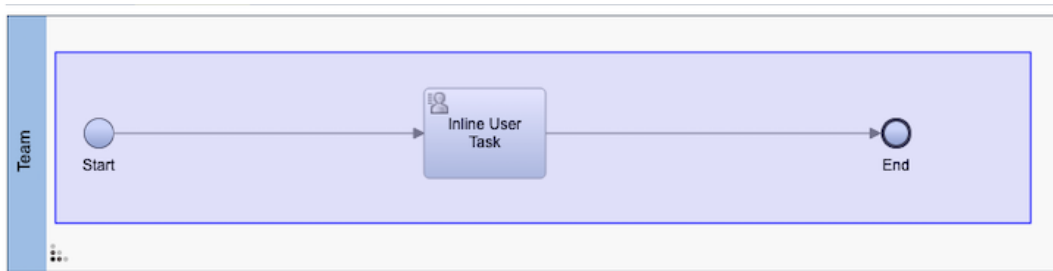 Team
Start
Inline User
Task
End